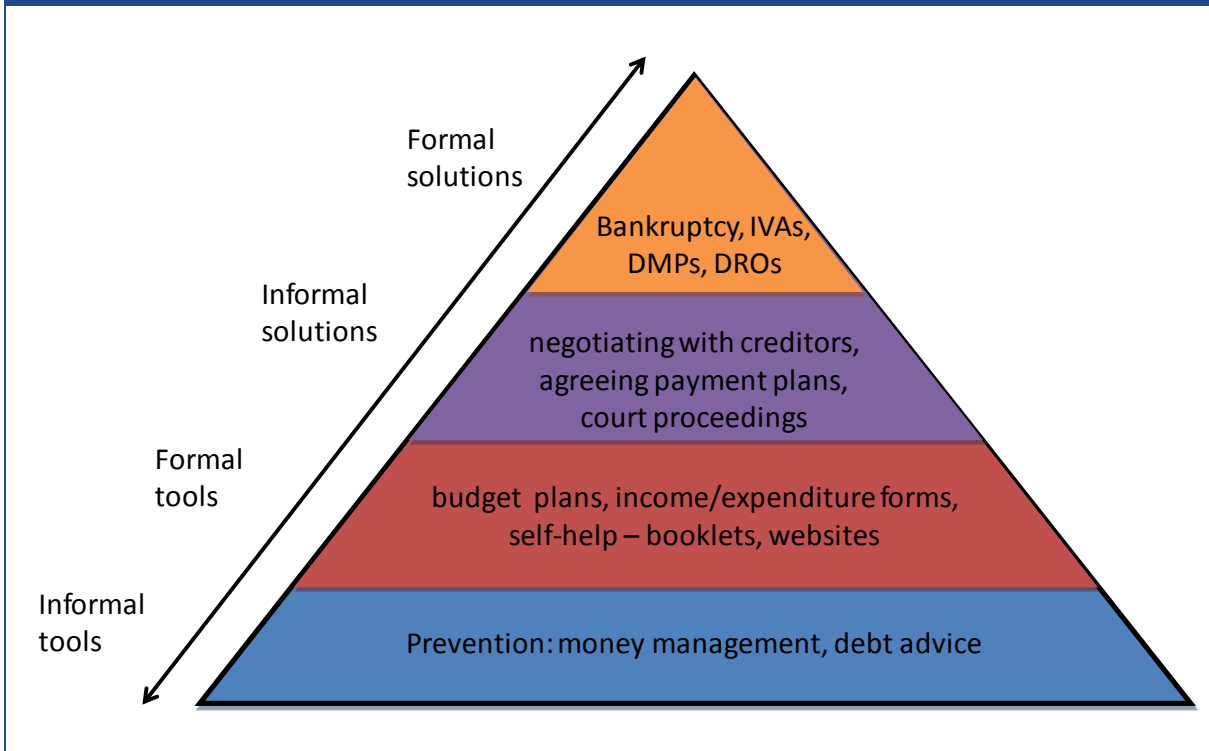 Formal
solutions
Bankruptcy, IVAs,
DMPs, DROs
Informal
solutions
negotiating with creditors,
agreeing payment plans,
court proceedings
Formal
tools
budget plans, income/expenditure forms,
self-help – booklets, websites
Informal
tools
Prevention: money management, debt advice